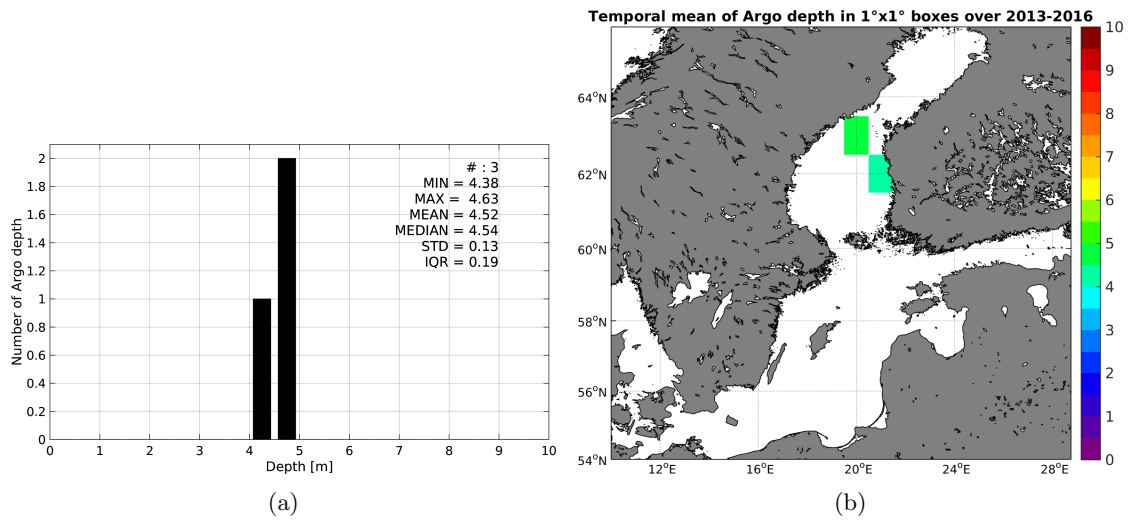 Temporal mean of Argo depth in 1°x1° boxes over 2013-2016
Number of Argo depth
2
1.8
1.6
1.4
1.2
1
0.8
0.6
0.4
0.2
0
# : 3
MIN = 4.38
MAX = 4.63
MEAN = 4.52
MEDIAN = 4.54
STD = 0.13
IQR = 0.19
0 1 2 3 4 5 6 7 8 9 10
Depth [m]
(a)
64°N
62°N
60°N
58°N
56°N
54°N
12°E 16°E 20°E 24°E 28°E
10
9
8
7
6
5
4
3
2
1
0
(b)